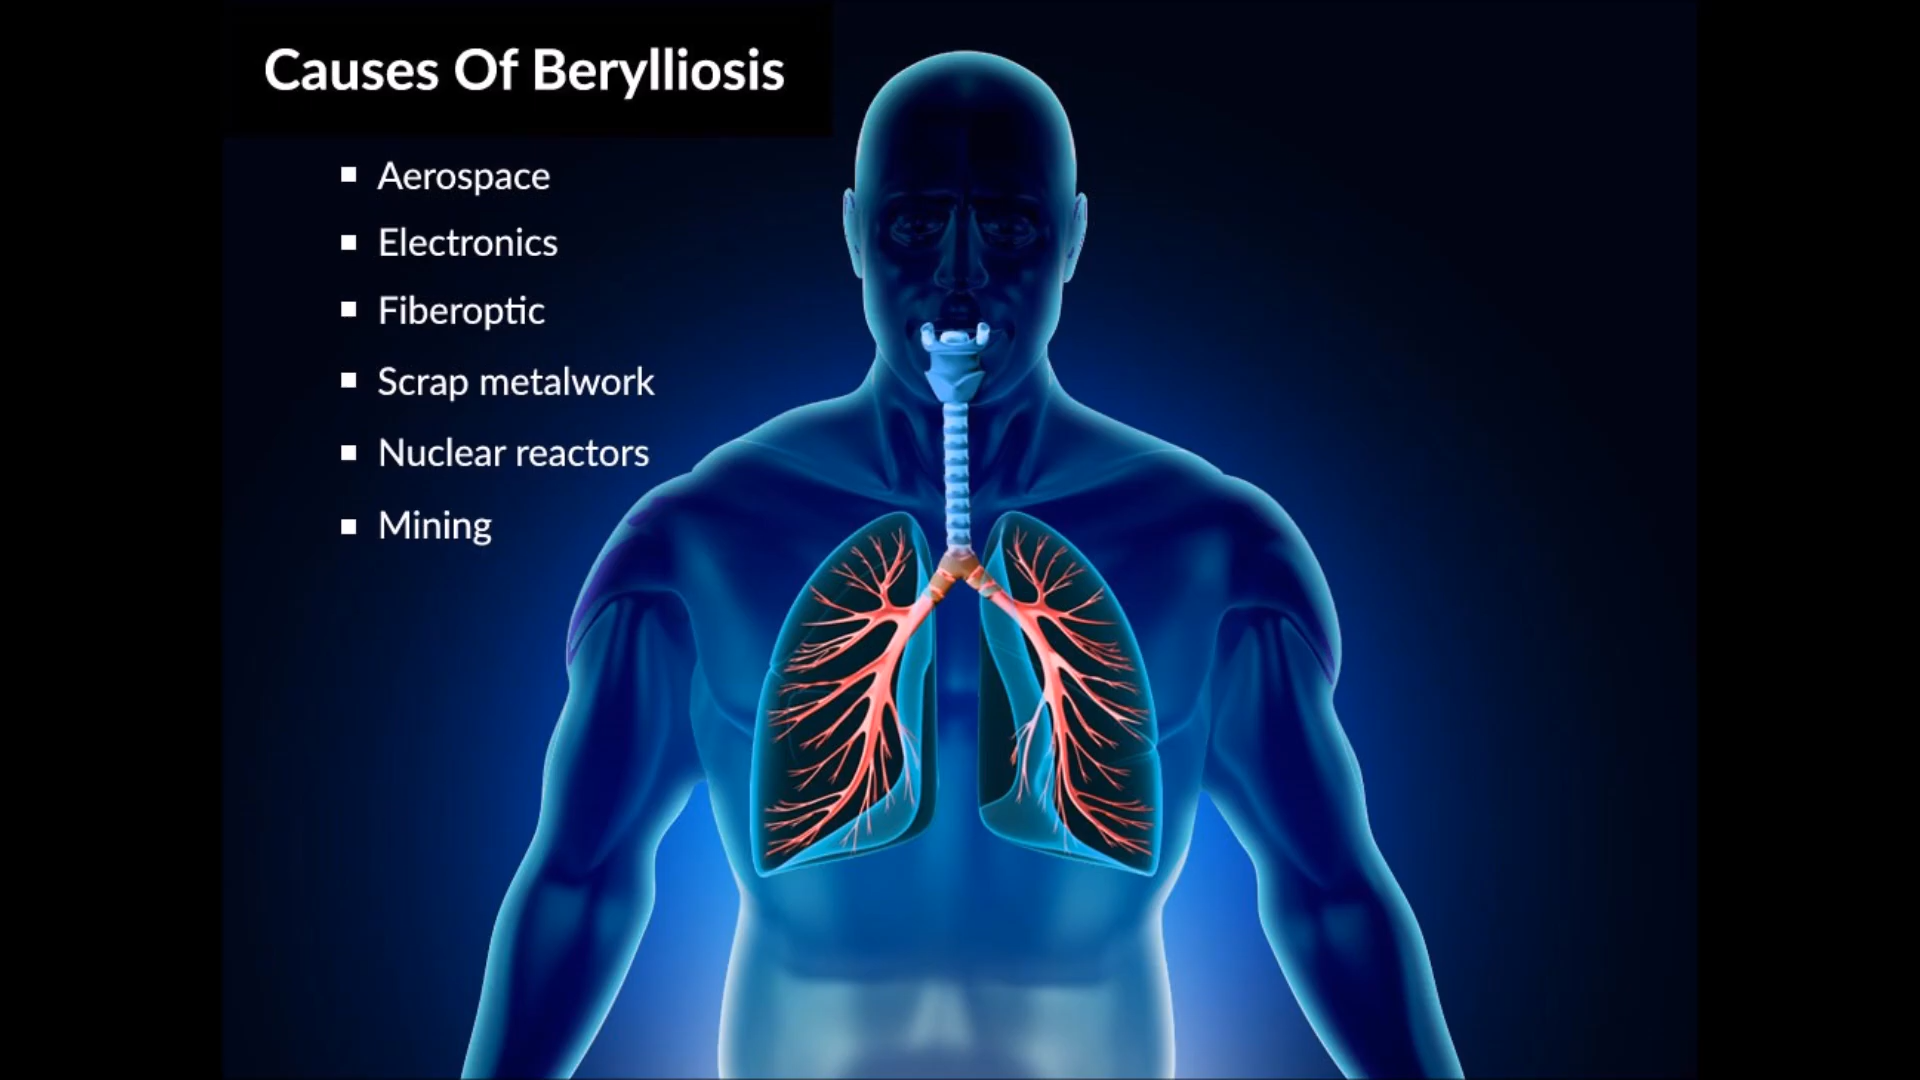 Causes Of Berylliosis
Aerospace
Electronics
Fiberoptic
Scrap metalwork
Nuclear reactors
Mining